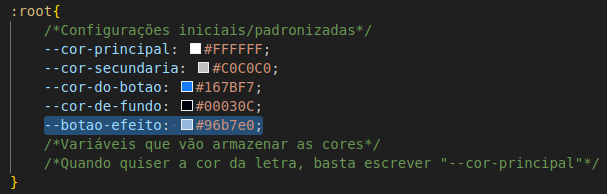 :root{
/*Configurações iniciais/padronizadas*/
--cor-principal: #FFFFFF;
--cor-secundaria: #C0C0C0;
--cor-do-botao: #167BF7;
--cor-de-fundo: #00030C;
--botao-efeito: #96b7e0;
/*Variáveis que vão armazenar as cores*/
/*Quando quiser a cor da letra, basta escrever "--cor-principal"*/
}